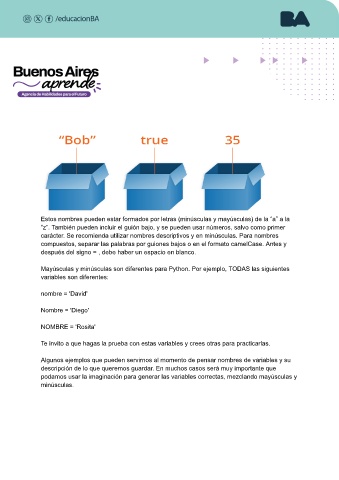 /educacionBA
BA
Buenos Aires
aprende
Agencia de Habilidades para el Futuro
“Bob” true 35
Estos nombres pueden estar formados por letras (minúsculas y mayúsculas) de la “a” a la
“z”. También pueden incluir el guión bajo, y se pueden usar números, salvo como primer
carácter. Se recomienda utilizar nombres descriptivos y en minúsculas. Para nombres
compuestos, separar las palabras por guiones bajos o en el formato camelCase. Antes y
después del signo = , debe haber un espacio en blanco.
Mayúsculas y minúsculas son diferentes para Python. Por ejemplo, TODAS las siguientes
variables son diferentes:
nombre = 'David'
Nombre = 'Diego'
NOMBRE = 'Rosita'
Te invito a que hagas la prueba con estas variables y crees otras para practicarlas.
Algunos ejemplos que pueden servirnos al momento de pensar nombres de variables y su
descripción de lo que queremos guardar. En muchos casos será muy importante que
podamos usar la imaginación para generar las variables correctas, mezclando mayúsculas y
minúsculas.